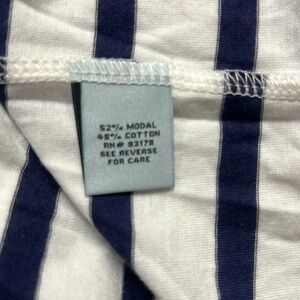 52% MODAL
48% COTTON
RN# 93178
SEE REVERSE
FOR CARE